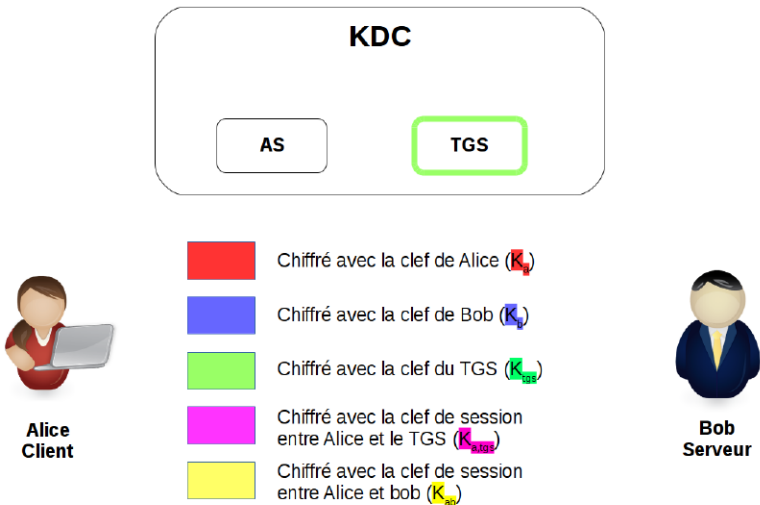 KDC
AS
TGS
Chiffré avec la clef de Alice (Ka)
Chiffré avec la clef de Bob (Kb)
Chiffré avec la clef du TGS (Ktgs)
Chiffré avec la clef de session
entre Alice et le TGS (Ka,tgs)
Chiffré avec la clef de session
entre Alice et bob (Kab)
Alice
Client
Bob
Serveur